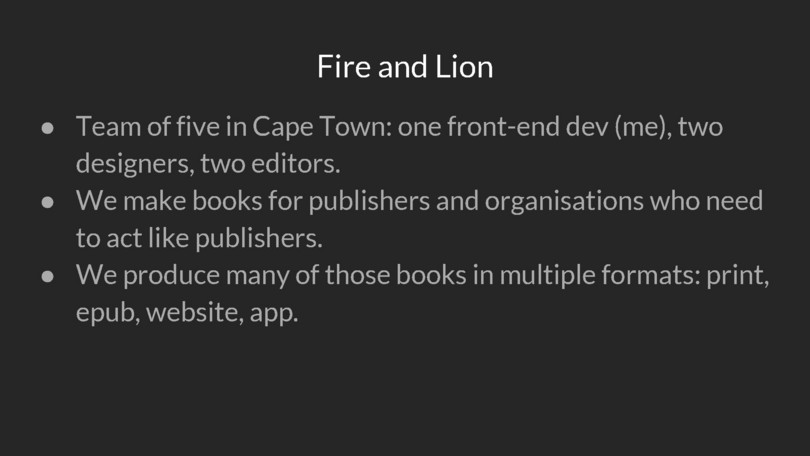 Fire and Lion
● Team of five in Cape Town: one front-end dev (me), two
designers, two editors.
● We make books for publishers and organisations who need
to act like publishers.
● We produce many of those books in multiple formats: print,
epub, website, app.